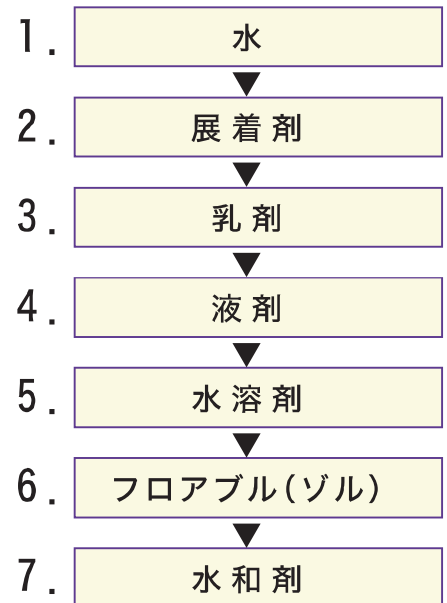 1. 水
2. 展着剤
3. 乳剤
4. 液剤
5. 水溶剤
6. フロアブル(ゾル)
7. 水和剤